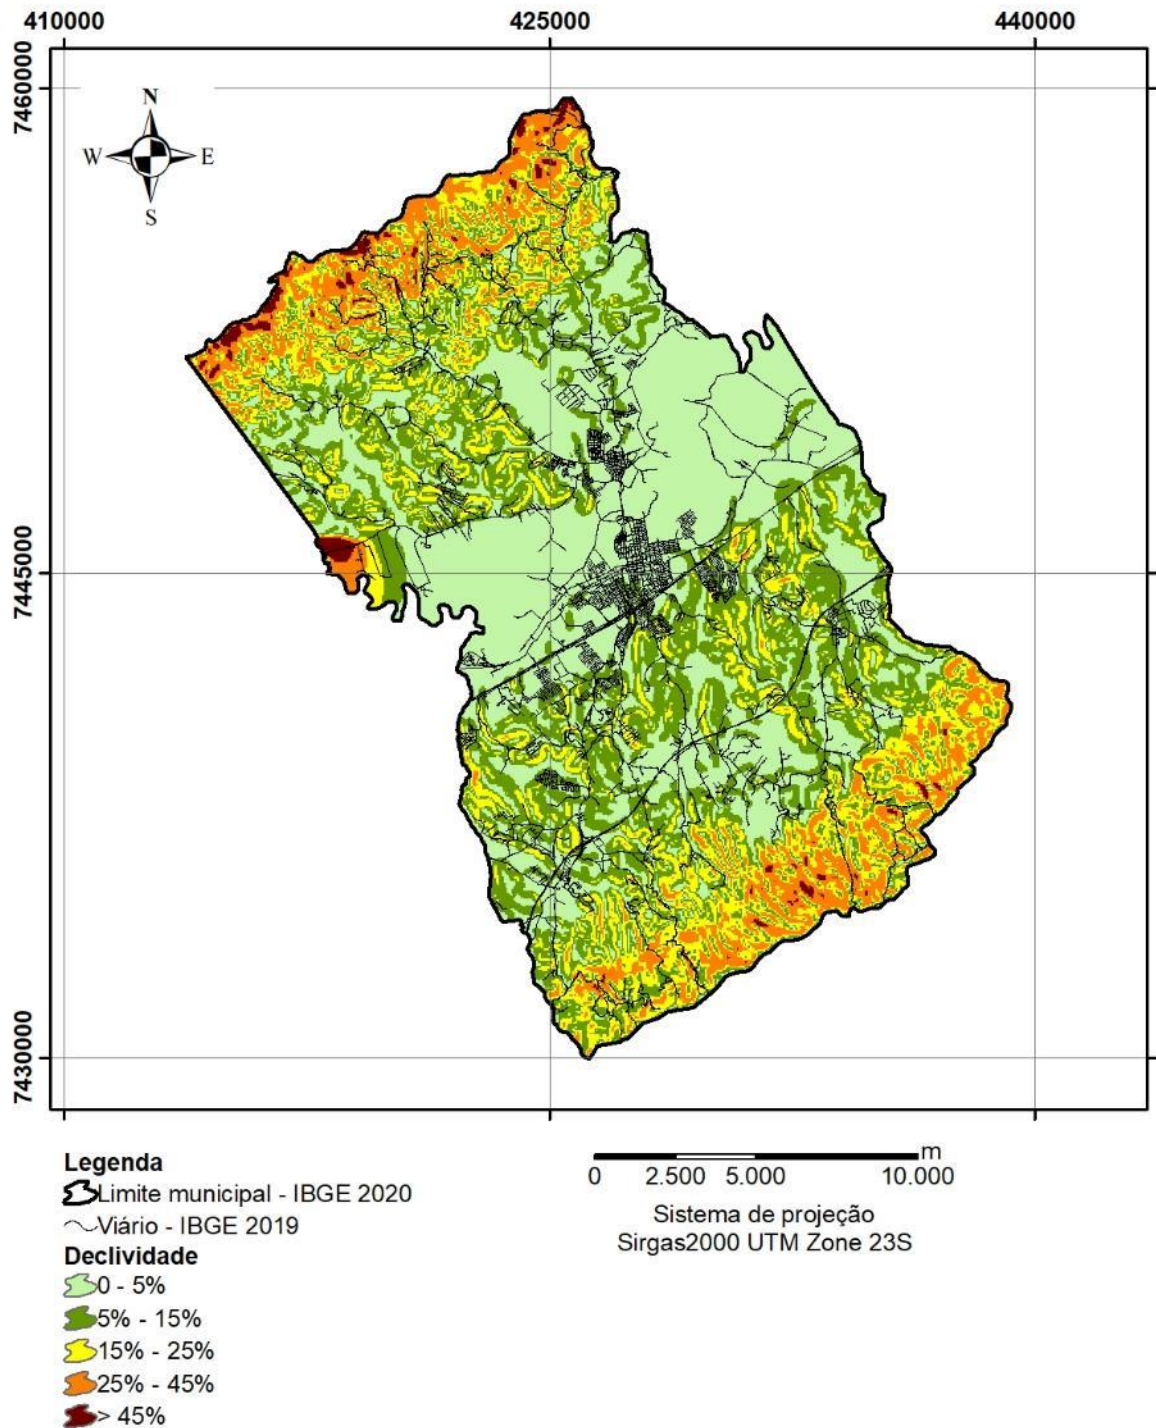 410000 425000 440000
7460000
N
W E
S
7445000
7430000
Legenda
Limite municipal - IBGE 2020
Viário - IBGE 2019
Declividade
0 - 5%
5% - 15%
15% - 25%
25% - 45%
> 45%
m
0 2.500 5.000 10.000
Sistema de projeção
Sirgas2000 UTM Zone 23S